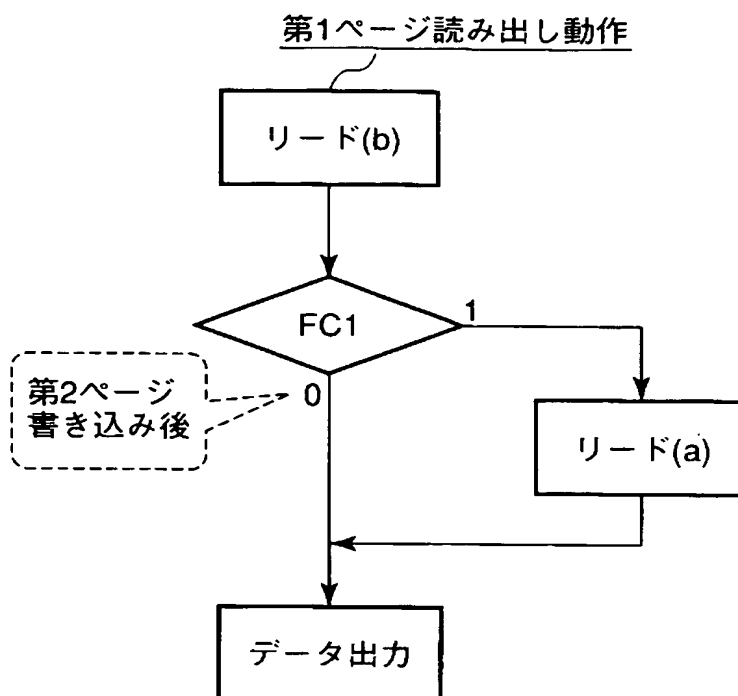 第1ページ読み出し動作
リード(b)
FC1
1
0
第2ページ
書き込み後
リード(a)
データ出力